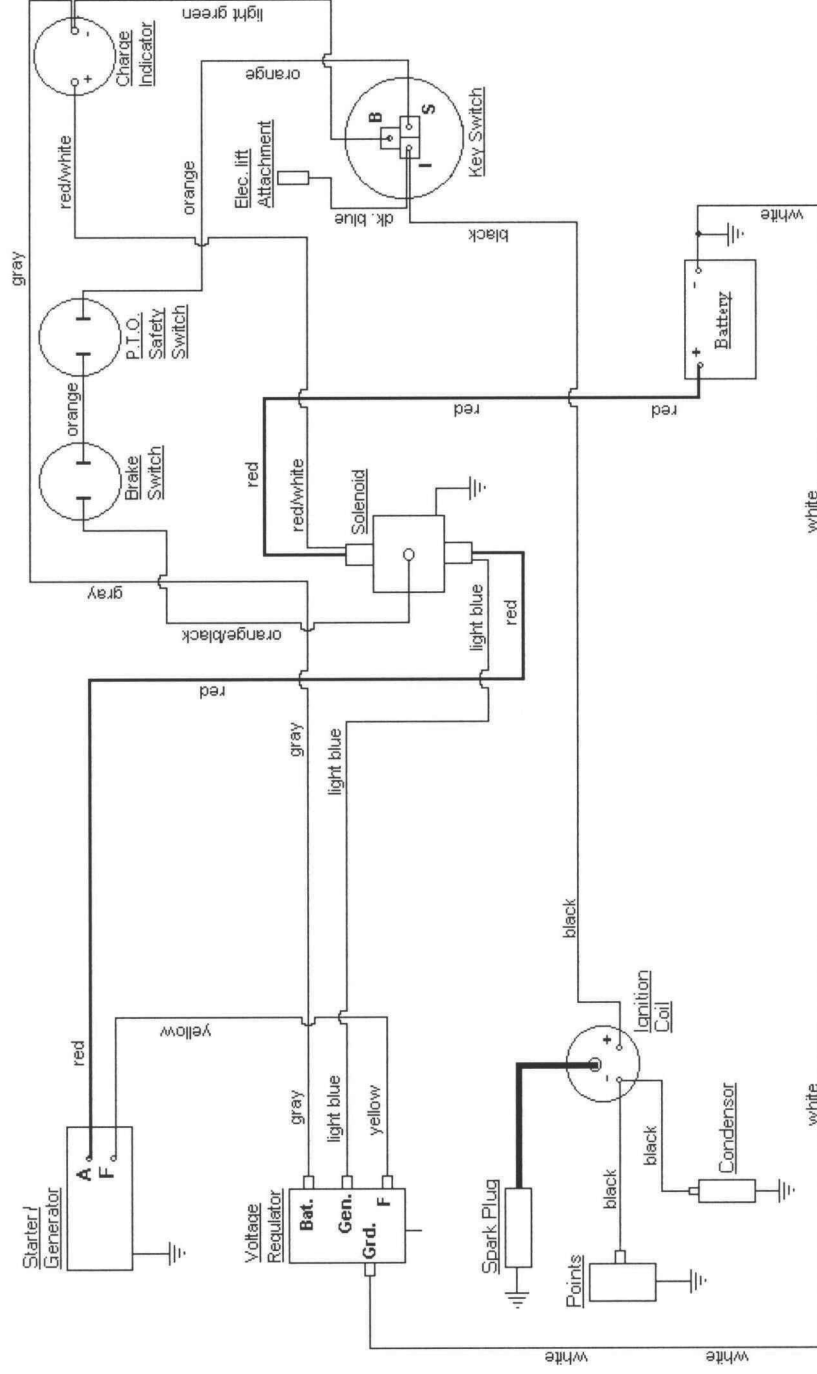 Starter/
Generator
A
F
red
yellow
Voltage
Regulator
Bat.
Gen.
F
Grd.
gray
light blue
yellow
white
white
Spark Plug
Points
black
black
Condensor
Ignition
Coil
-
+
black
white
gray
light blue
red
gray
orange/black
light blue
red
Solenoid
red/white
red
Brake
Switch
orange
P.T.O.
Safety
Switch
gray
orange
red/white
Charge
Indicator
+
-
light green
orange
Elec. lift
Attachment
dk. blue
B
S
I
Key Switch
black
red
red
Battery
+
-
white
white